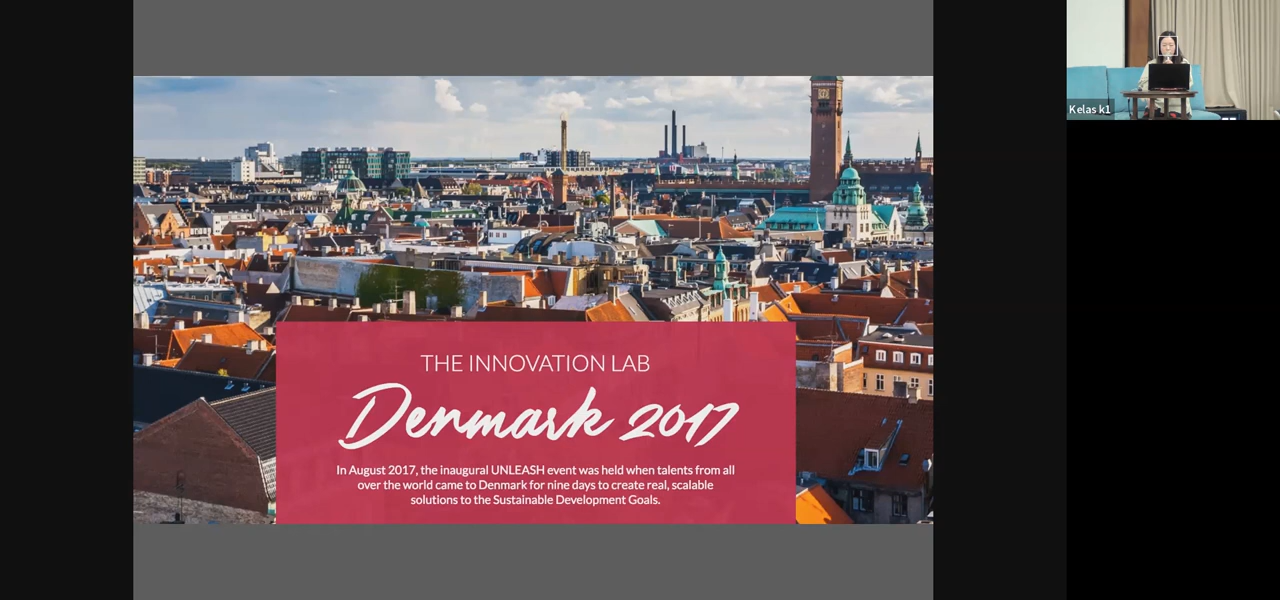 THE INNOVATION LAB
Denmark 2017
In August 2017, the inaugural UNLEASH event was held when talents from all
over the world came to Denmark for nine days to create real, scalable
solutions to the Sustainable Development Goals.
Kelas k1